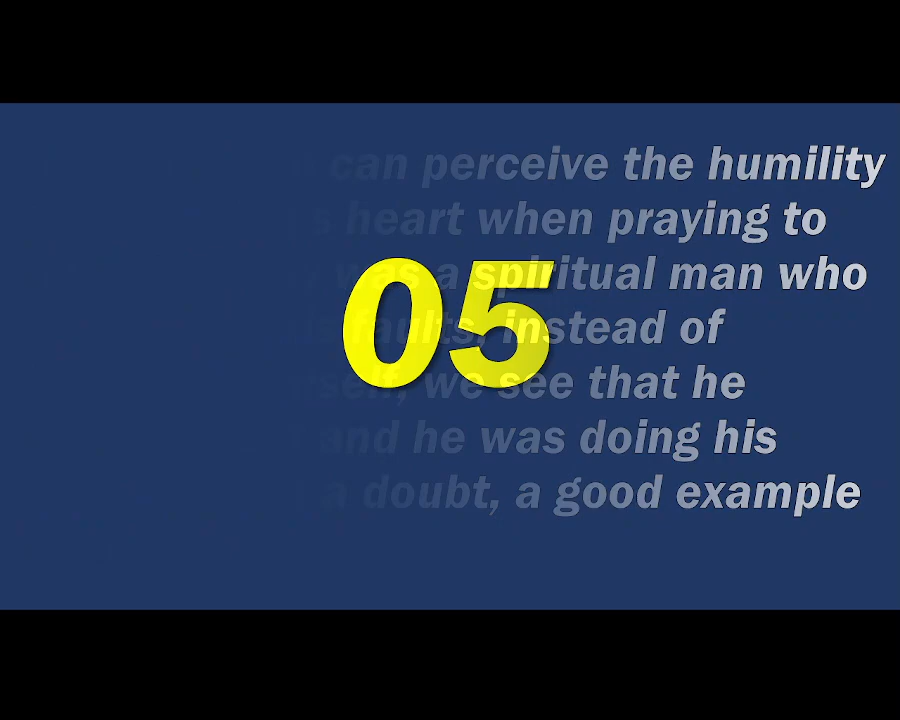 can perceive the humility
heart when praying to
was a spiritual man who
faults, instead of
05
we see that he
and he was doing his
a doubt, a good example